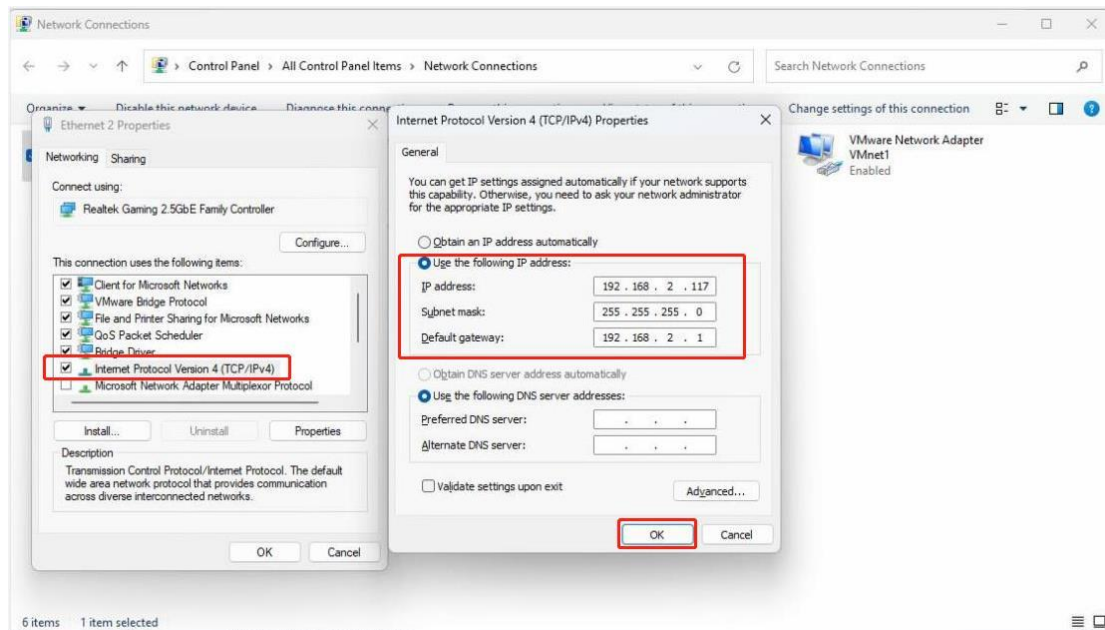 Network Connections
Control Panel > All Control Panel Items > Network Connections
Search Network Connections
Organize
Disable this network device
Change settings of this connection
Ethernet 2 Properties
Networking
Sharing
Connect using:
Realtek Gaming 2.5GbE Family Controller
Configure...
This connection uses the following items:
Client for Microsoft Networks
VMware Bridge Protocol
File and Printer Sharing for Microsoft Networks
QoS Packet Scheduler
Bridge Driver
Internet Protocol Version 4 (TCP/IPv4)
Microsoft Network Adapter Multiplexor Protocol
Install...
Uninstall
Properties
Description
Transmission Control Protocol/Internet Protocol. The default
wide area network protocol that provides communication
across diverse interconnected networks.
OK
Cancel
Internet Protocol Version 4 (TCP/IPv4) Properties
General
You can get IP settings assigned automatically if your network supports
this capability. Otherwise, you need to ask your network administrator
for the appropriate IP settings.
Obtain an IP address automatically
Use the following IP address:
IP address:
192 . 168 . 2 . 117
Subnet mask:
255 . 255 . 255 . 0
Default gateway:
192 . 168 . 2 . 1
Obtain DNS server address automatically
Use the following DNS server addresses:
Preferred DNS server:
Alternate DNS server:
Validate settings upon exit
Advanced...
OK
Cancel
VMware Network Adapter
VMnet1
Enabled
6 items
1 item selected